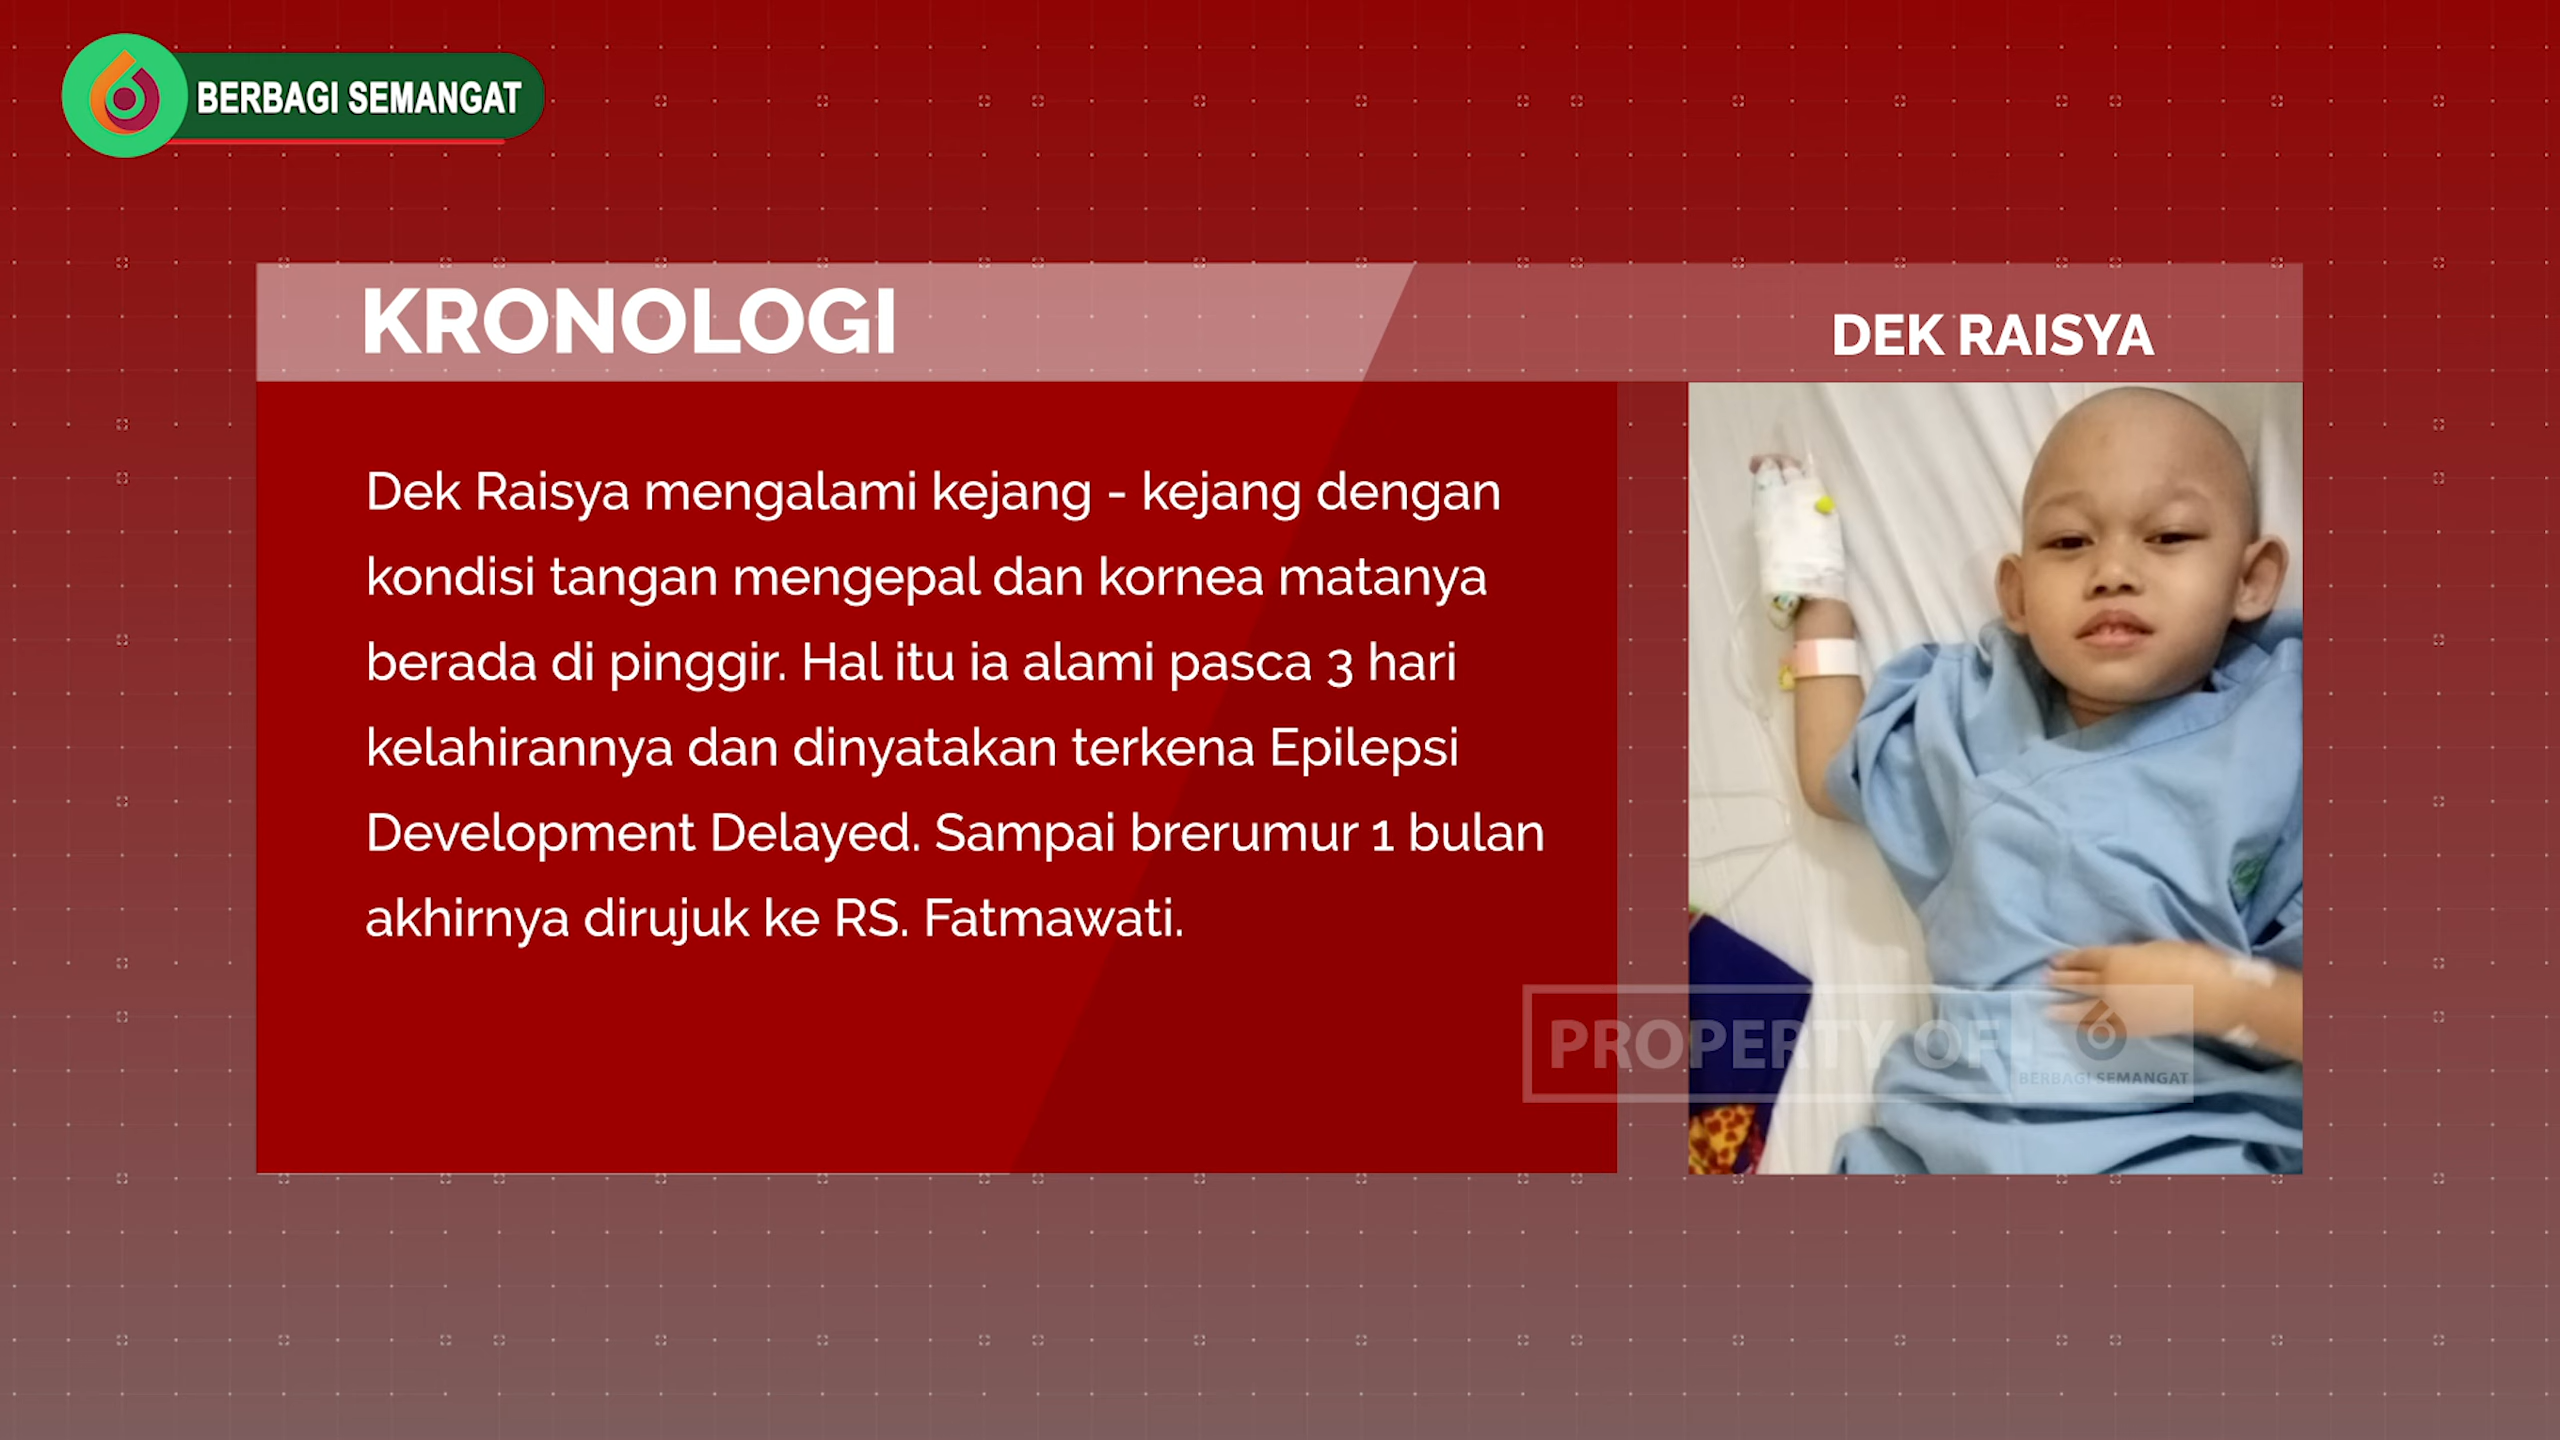 BERBAGI SEMANGAT
KRONOLOGI
DEK RAISYA
Dek Raisya mengalami kejang - kejang dengan
kondisi tangan mengepal dan kornea matanya
berada di pinggir. Hal itu ia alami pasca 3 hari
kelahirannya dan dinyatakan terkena Epilepsi
Development Delayed. Sampai brerumur 1 bulan
akhirnya dirujuk ke RS. Fatmawati.
PROPERTY OF
BERBAGI SEMANGAT